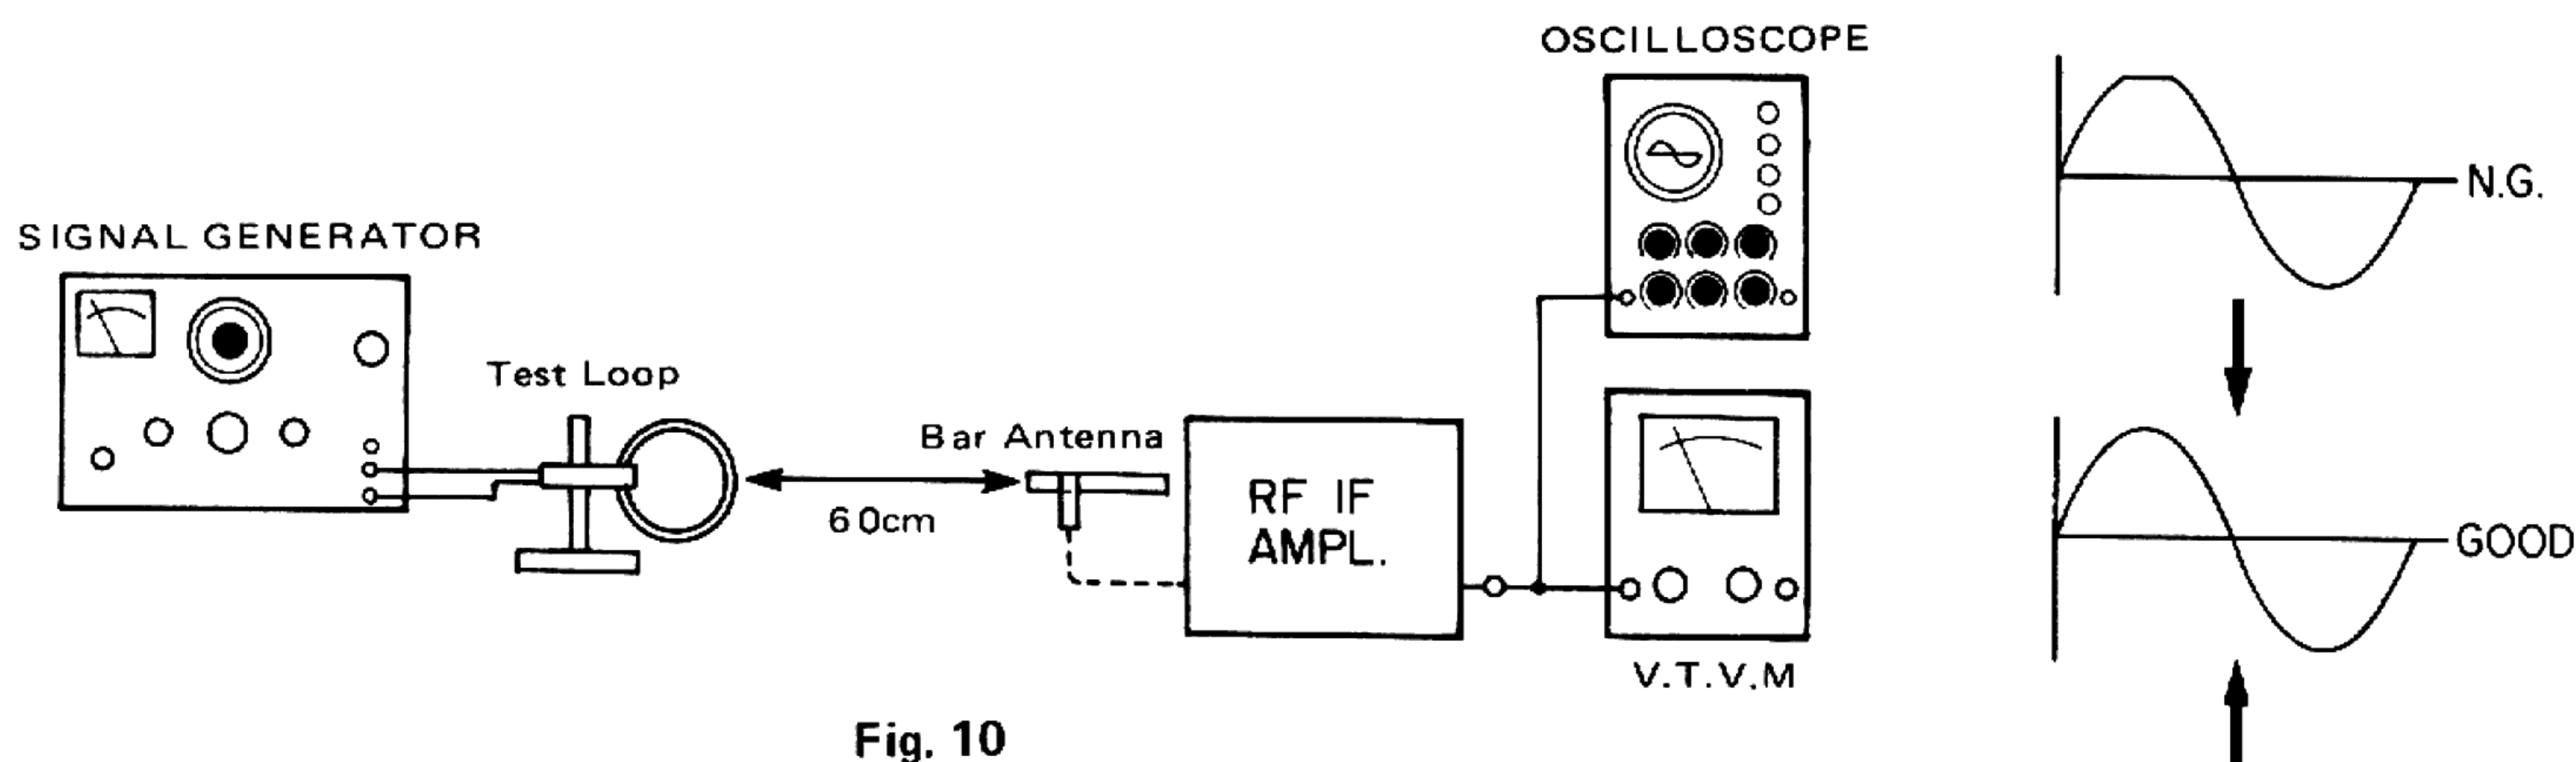 OSCILLOSCOPE
N.G.
SIGNAL GENERATOR
Test Loop
Bar Antenna
60cm
RF IF
AMPL.
GOOD
V.T.V.M
Fig. 10